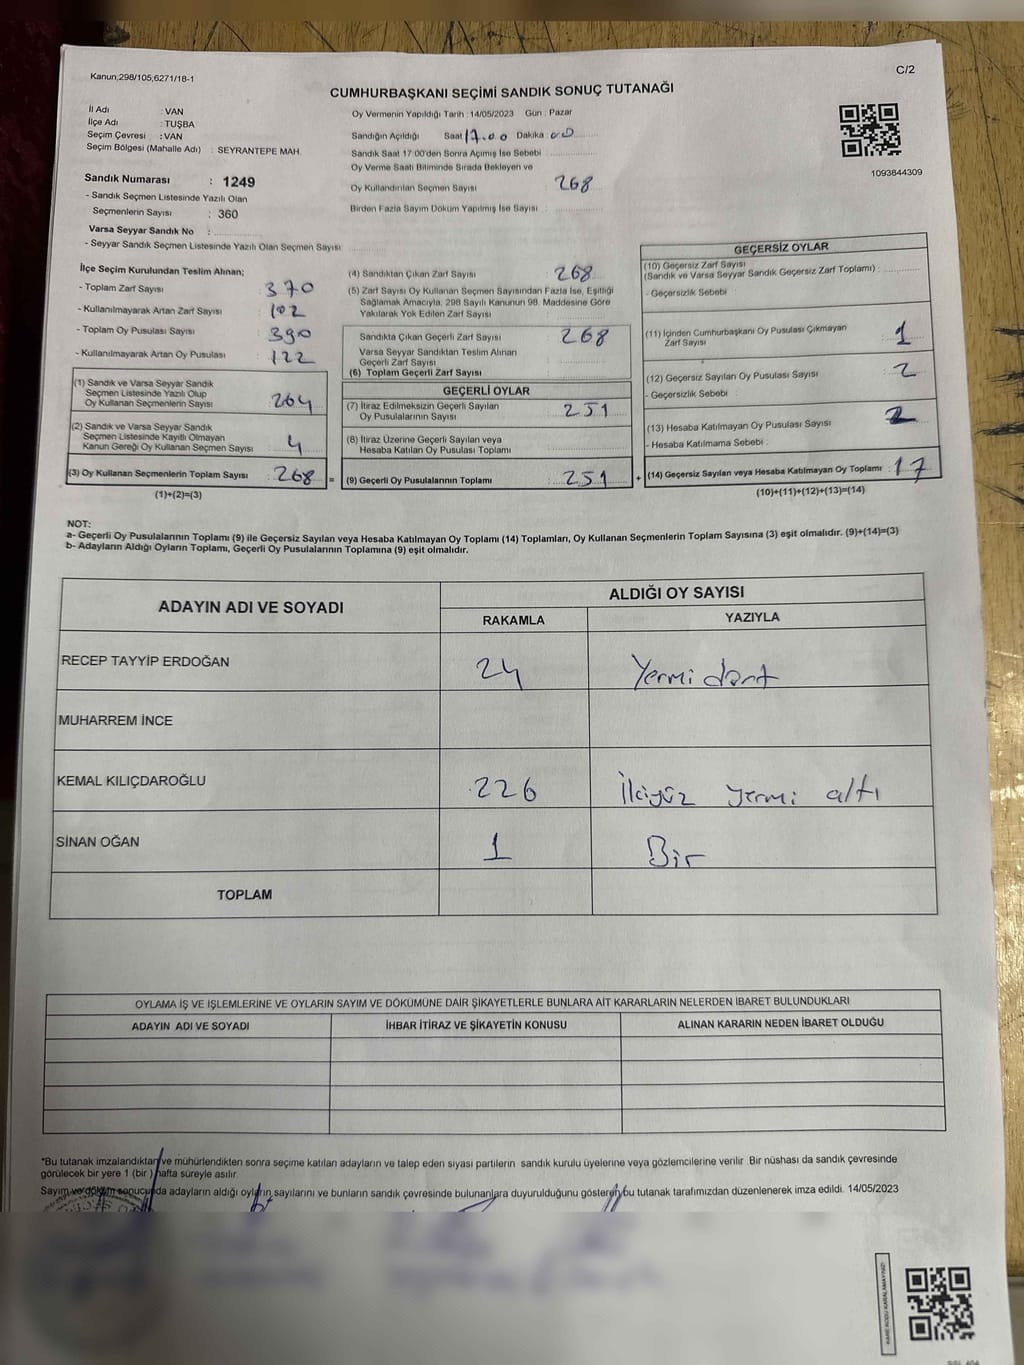 Kanun;298/105,6271/18-1
C/2
CUMHURBAŞKANI SEÇİMİ SANDIK SONUÇ TUTANAĞI
İl Adı : VAN
İlçe Adı : TUŞBA
Seçim Çevresi : VAN
Seçim Bölgesi (Mahalle Adı) : SEYRANTEPE MAH.
Sandık Numarası : 1249
- Sandık Seçmen Listesinde Yazılı Olan
Seçmenlerin Sayısı : 360
Varsa Seyyar Sandık No :
- Seyyar Sandık Seçmen Listesinde Yazılı Olan Seçmen Sayısı:
Oy Vermenin Yapıldığı Tarih : 14/05/2023 Gün : Pazar
Sandığın Açıldığı Saat 17.00 Dakika 00
Sandık Saat 17:00'den Sonra Açımış İse Sebebi
Oy Verme Saati Bitiminde Sırada Bekleyen ve
Oy Kullandırılan Seçmen Sayısı 268
Birden Fazla Sayım Döküm Yapılmış İse Sayısı :
1093844309
İlçe Seçim Kurulundan Teslim Alınan;
- Toplam Zarf Sayısı : 370
- Kullanılmayarak Artan Zarf Sayısı : 102
- Toplam Oy Pusulası Sayısı : 390
- Kullanılmayarak Artan Oy Pusulası : 122
(1) Sandık ve Varsa Seyyar Sandık
Seçmen Listesinde Yazılı Olup
Oy Kullanan Seçmenlerin Sayısı : 264
(2) Sandık ve Varsa Seyyar Sandık
Seçmen Listesinde Kayıtlı Olmayan
Kanun Gereği Oy Kullanan Seçmen Sayısı : 4
(3) Oy Kullanan Seçmenlerin Toplam Sayısı : 268
(1)+(2)=(3)
=
(4) Sandıktan Çıkan Zarf Sayısı : 268
(5) Zarf Sayısı Oy Kullanan Seçmen Sayısından Fazla İse, Eşitliği
Sağlamak Amacıyla, 298 Sayılı Kanunun 98. Maddesine Göre
Yakılarak Yok Edilen Zarf Sayısı :
Sandıkta Çıkan Geçerli Zarf Sayısı : 268
Varsa Seyyar Sandıktan Teslim Alınan
Geçerli Zarf Sayısı :
(6) Toplam Geçerli Zarf Sayısı :
GEÇERLİ OYLAR
(7) İtiraz Edilmeksizin Geçerli Sayılan
Oy Pusulalarının Sayısı : 251
(8) İtiraz Üzerine Geçerli Sayılan veya
Hesaba Katılan Oy Pusulası Toplamı :
(9) Geçerli Oy Pusulalarının Toplamı : 251
+
GEÇERSİZ OYLAR
(10) Geçersiz Zarf Sayısı
(Sandık ve Varsa Seyyar Sandık Geçersiz Zarf Toplamı) :
- Geçersizlik Sebebi :
(11) İçinden Cumhurbaşkanı Oy Pusulası Çıkmayan
Zarf Sayısı : 1
(12) Geçersiz Sayılan Oy Pusulası Sayısı : 2
- Geçersizlik Sebebi :
(13) Hesaba Katılmayan Oy Pusulası Sayısı : 2
- Hesaba Katılmama Sebebi :
(14) Geçersiz Sayılan veya Hesaba Katılmayan Oy Toplamı : 17
(10)+(11)+(12)+(13)=(14)
NOT:
a- Geçerli Oy Pusulalarının Toplamı (9) ile Geçersiz Sayılan veya Hesaba Katılmayan Oy Toplamı (14) Toplamları, Oy Kullanan Seçmenlerin Toplam Sayısına (3) eşit olmalıdır. (9)+(14)=(3)
b- Adayların Aldığı Oyların Toplamı, Geçerli Oy Pusulalarının Toplamına (9) eşit olmalıdır.
ADAYIN ADI VE SOYADI
ALDIĞI OY SAYISI
RAKAMLA YAZIYLA
RECEP TAYYİP ERDOĞAN 24 Yermi dört
MUHARREM İNCE
KEMAL KILIÇDAROĞLU 226 İkiyüz yermi altı
SİNAN OĞAN 1 Bir
TOPLAM
OYLAMA İŞ VE İŞLEMLERİNE VE OYLARIN SAYIM VE DÖKÜMÜNE DAİR ŞİKAYETLERLE BUNLARA AİT KARARLARIN NELERDEN İBARET BULUNDUKLARI
ADAYIN ADI VE SOYADI İHBAR İTİRAZ VE ŞİKAYETİN KONUSU ALINAN KARARIN NEDEN İBARET OLDUĞU
*Bu tutanak imzalandıktan ve mühürlendikten sonra seçime katılan adayların ve talep eden siyasi partilerin sandık kurulu üyelerine veya gözlemcilerine verilir. Bir nüshası da sandık çevresinde
görülecek bir yere 1 (bir ) hafta süreyle asılır.
Sayım ve döküm sonucunda adayların aldığı oyların sayılarını ve bunların sandık çevresinde bulunanlara duyurulduğunu gösteren bu tutanak tarafımızdan düzenlenerek imza edildi. 14/05/2023
KARE KODU KARALAMAYINIZ!